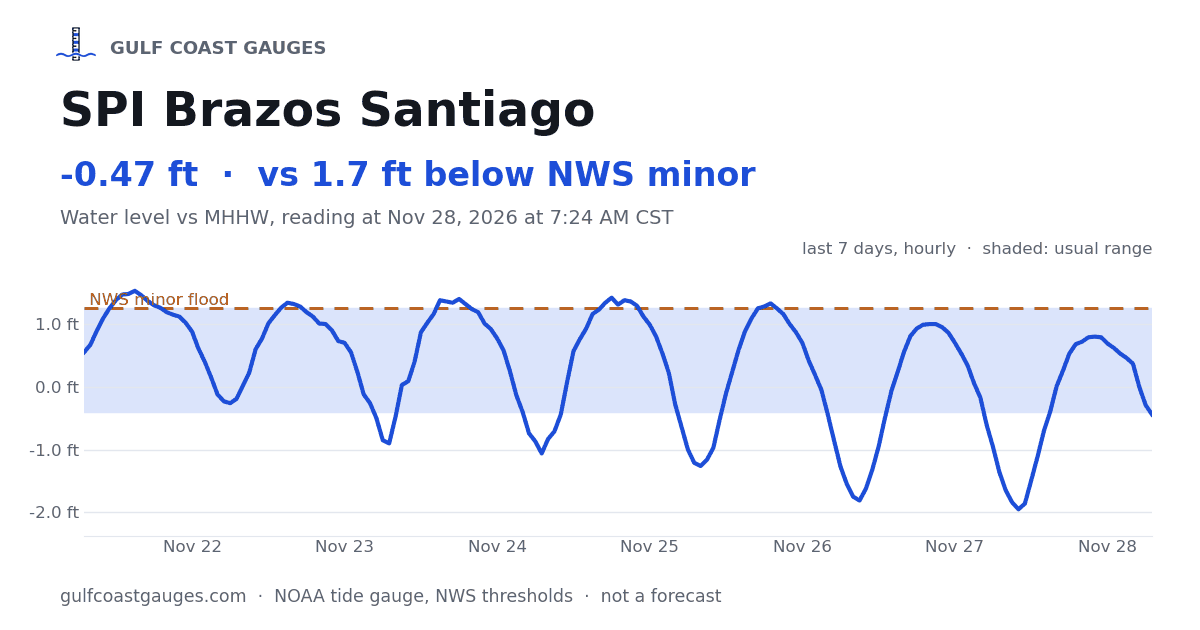 GULF COAST GAUGES
SPI Brazos Santiago
-0.47 ft · vs 1.7 ft below NWS minor
Water level vs MHHW, reading at Nov 28, 2026 at 7:24 AM CST
last 7 days, hourly · shaded: usual range
NWS minor flood
1.0 ft
0.0 ft
-1.0 ft
-2.0 ft
Nov 22 Nov 23 Nov 24 Nov 25 Nov 26 Nov 27 Nov 28
gulfcoastgauges.com · NOAA tide gauge, NWS thresholds · not a forecast